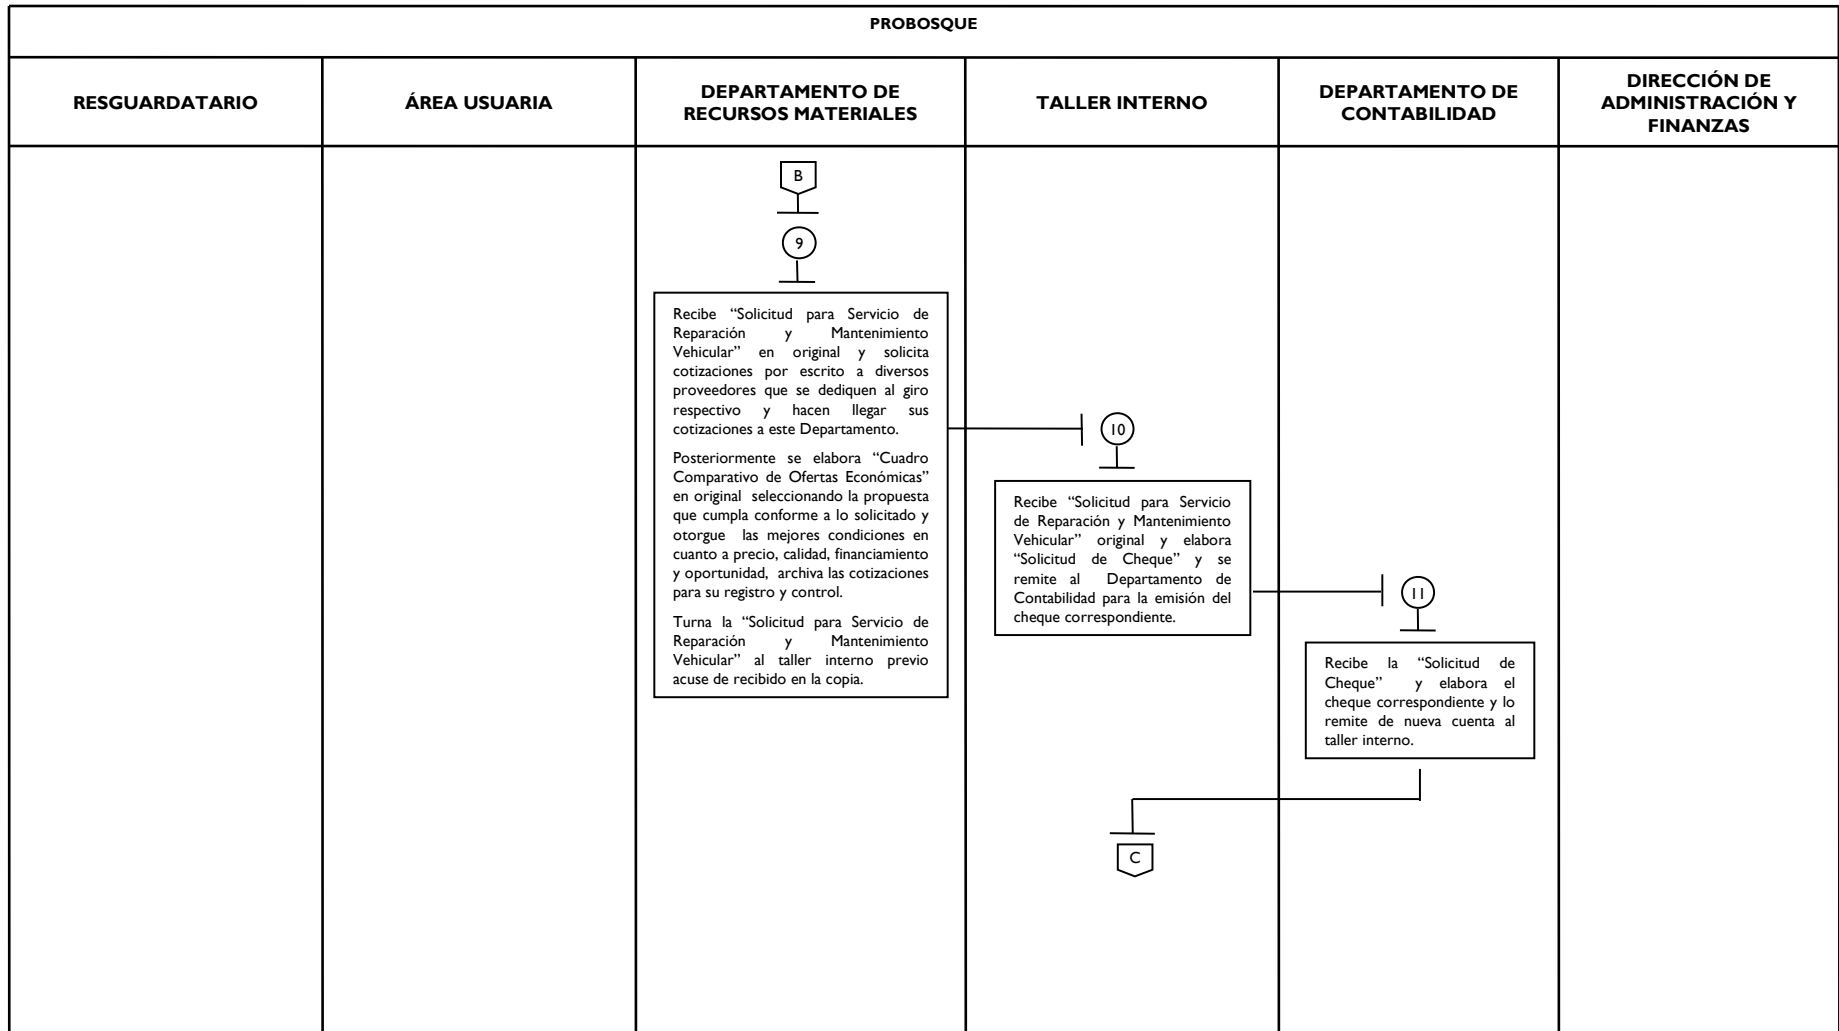 PROBOSQUE
RESGUARDATARIO
ÁREA USUARIA
DEPARTAMENTO DE
RECURSOS MATERIALES
TALLER INTERNO
DEPARTAMENTO DE
CONTABILIDAD
DIRECCIÓN DE
ADMINISTRACIÓN Y
FINANZAS
B
9
Recibe “Solicitud para Servicio de
Reparación y Mantenimiento
Vehicular” en original y solicita
cotizaciones por escrito a diversos
proveedores que se dediquen al giro
respectivo y hacen llegar sus
cotizaciones a este Departamento.
Posteriormente se elabora “Cuadro
Comparativo de Ofertas Económicas”
en original seleccionando la propuesta
que cumpla conforme a lo solicitado y
otorgue las mejores condiciones en
cuanto a precio, calidad, financiamiento
y oportunidad, archiva las cotizaciones
para su registro y control.
Turna la “Solicitud para Servicio de
Reparación y Mantenimiento
Vehicular” al taller interno previo
acuse de recibido en la copia.
10
Recibe “Solicitud para Servicio
de Reparación y Mantenimiento
Vehicular” original y elabora
“Solicitud de Cheque” y se
remite al Departamento de
Contabilidad para la emisión del
cheque correspondiente.
11
Recibe la “Solicitud de
Cheque” y elabora el
cheque correspondiente y lo
remite de nueva cuenta al
taller interno.
C